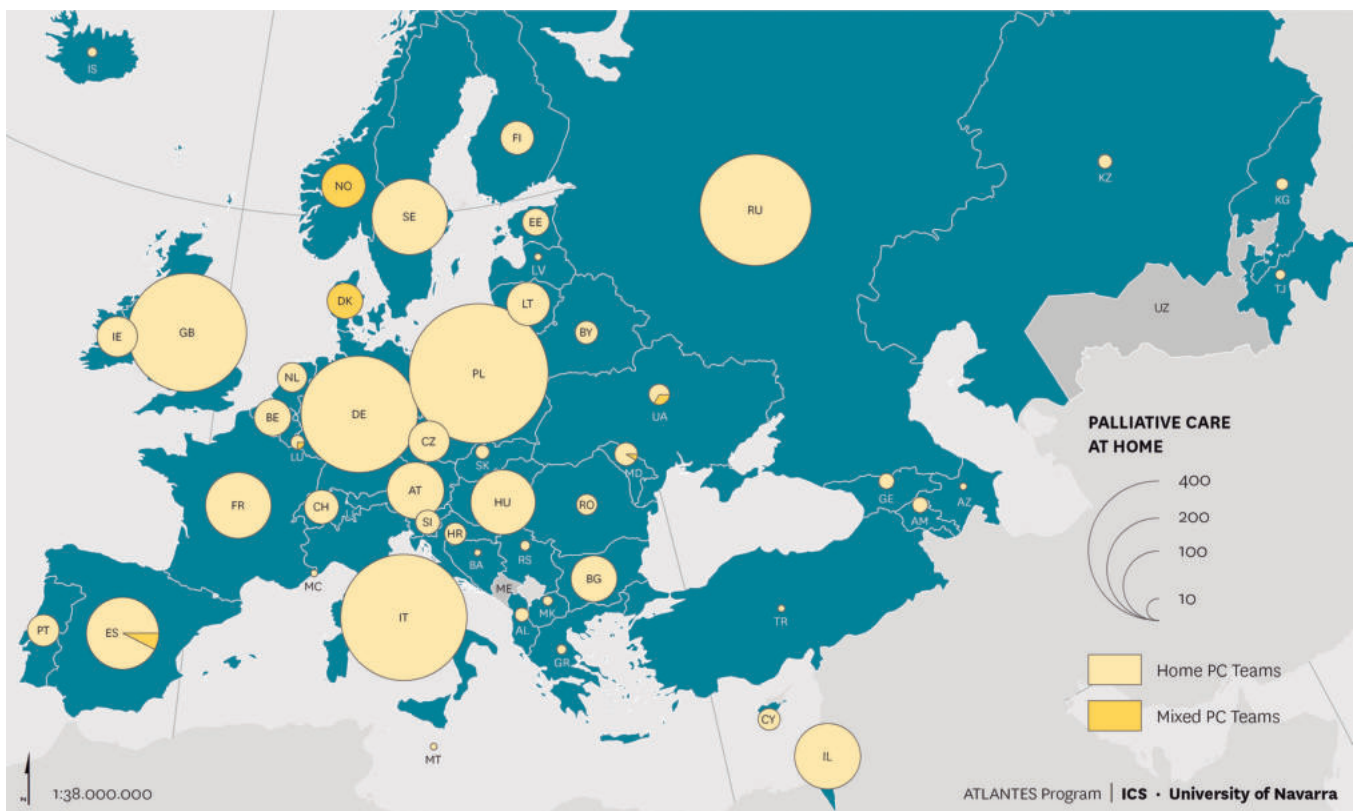 IS
FI
NO
SE
RU
KZ
KG
EE
LV
TJ
DK
LT
UZ
GB
IE
BY
NL
PL
DE
BE
UA
CZ
LU
SK
MD
PALLIATIVE CARE
AT HOME
400
200
100
10
AT
HU
FR
CH
RO
GE
AZ
AM
SI
HR
RS
BA
MC
ME
BG
MK
AL
TR
PT
ES
IT
GR
Home PC Teams
Mixed PC Teams
CY
MT
IL
N
1:38.000.000
ATLANTES Program | ICS · University of Navarra